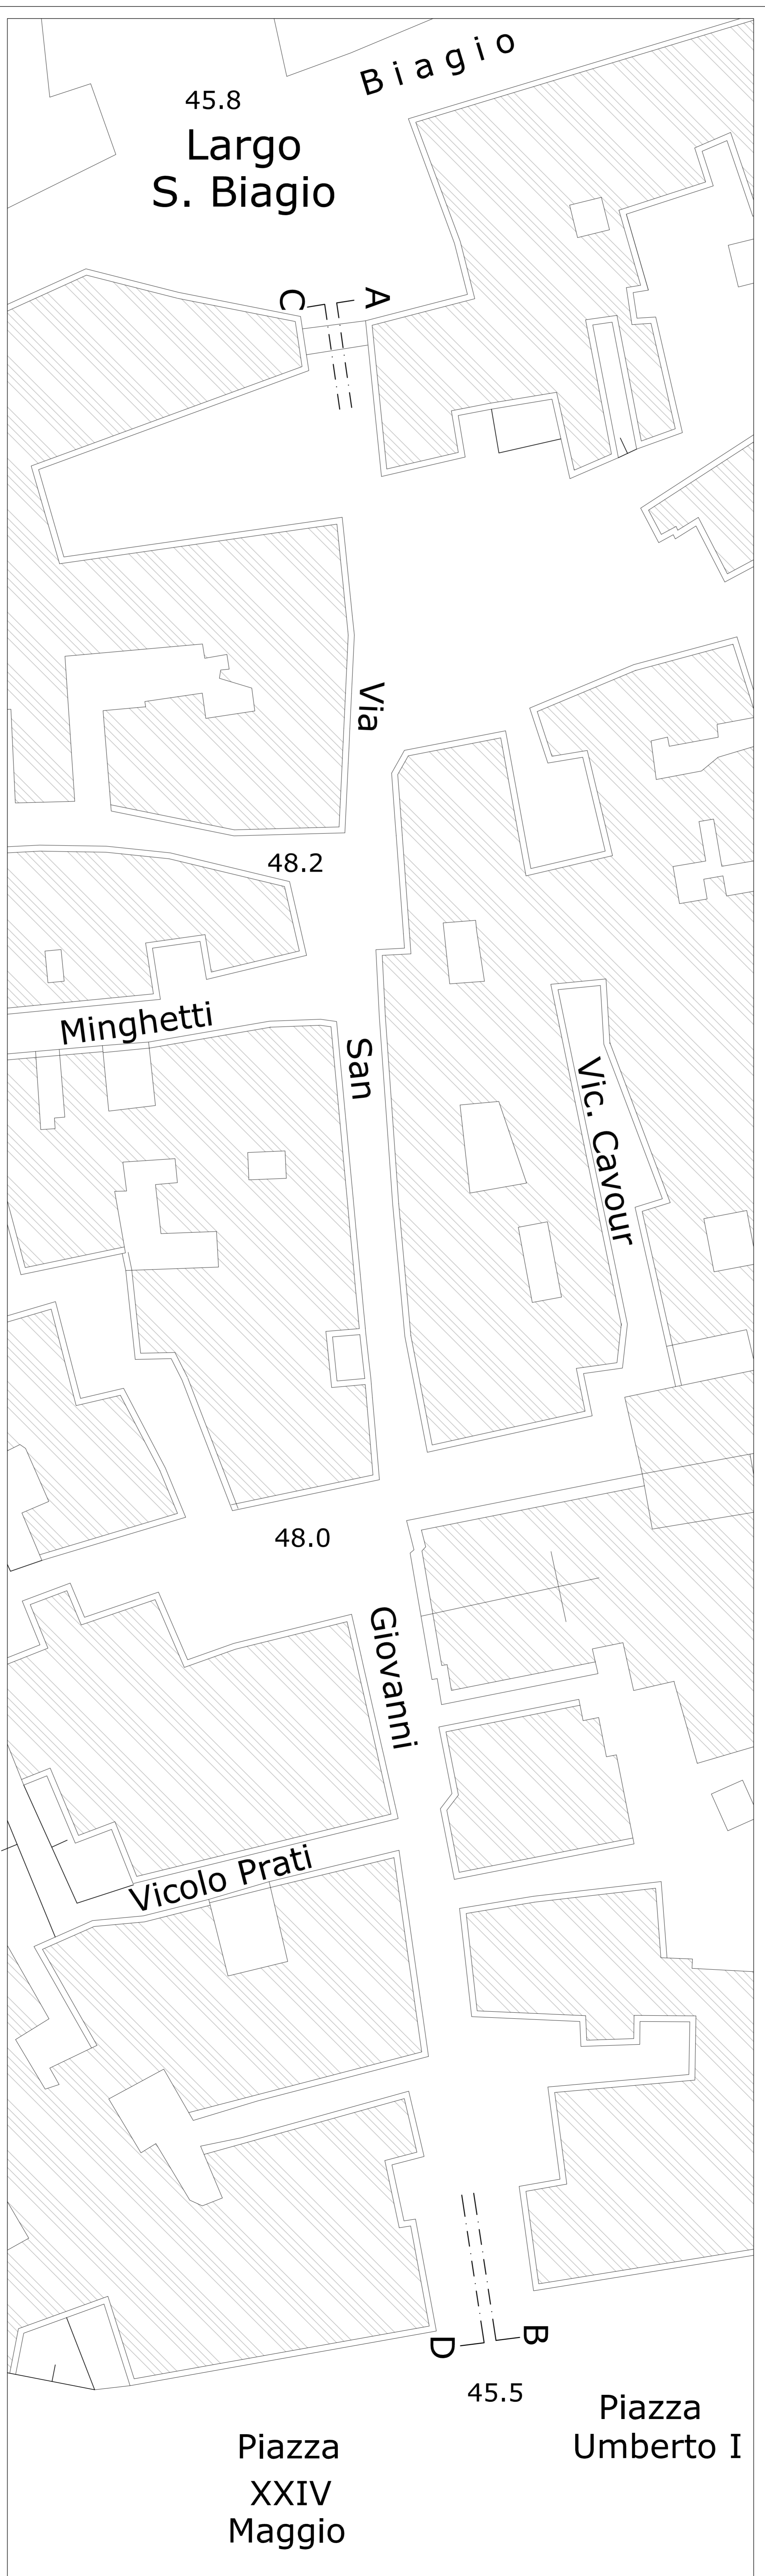 Biagio
45.8
Largo
S. Biagio
C
A
Via
48.2
Minghetti
San
Vic. Cavour
48.0
Giovanni
Vicolo Prati
B
D
45.5
Piazza
Umberto I
Piazza
XXIV
Maggio